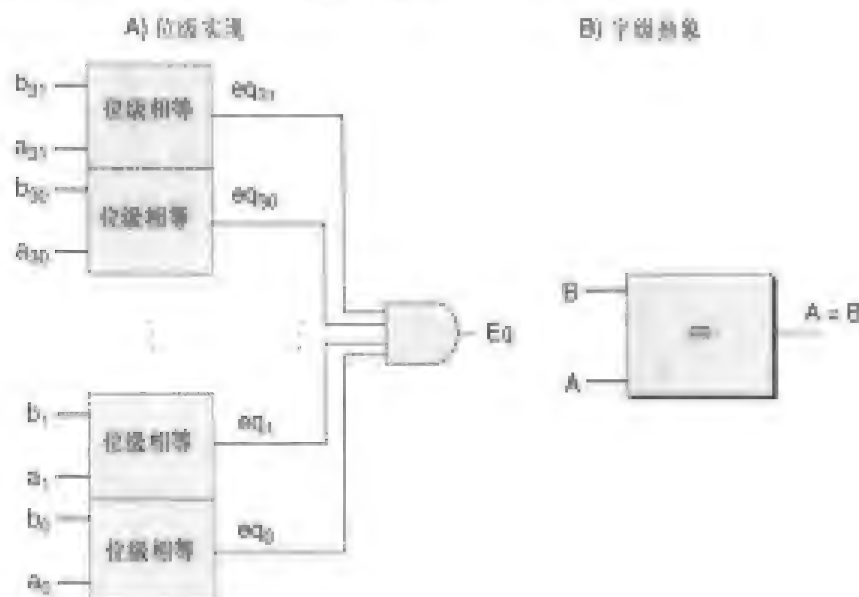 A) 位级实现
B) 字级抽象
b₃₁
位级相等
eq₃₁
a₃₁
b₃₀
位级相等
eq₃₀
a₃₀
Eq
B
=
A = B
A
b₁
位级相等
eq₁
a₁
b₀
位级相等
eq₀
a₀